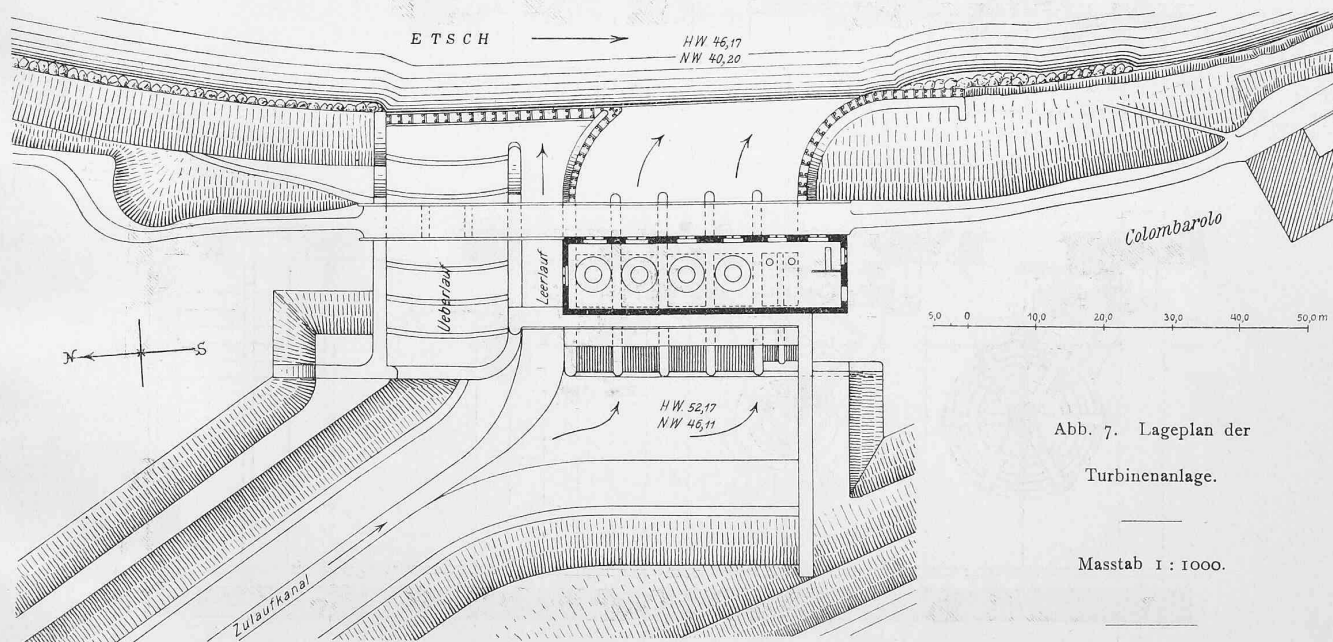 ETSCH
HW. 46,17
NW 40,20
Ueberlauf
Leerlauf
Colombarolo
N S
5,0 0 10,0 20,0 30,0 40,0 50,0 m
HW. 52,17
NW. 46,11
Zulaufkanal
Abb. 7. Lageplan der
Turbinenanlage.
Masstab 1 : 1000.